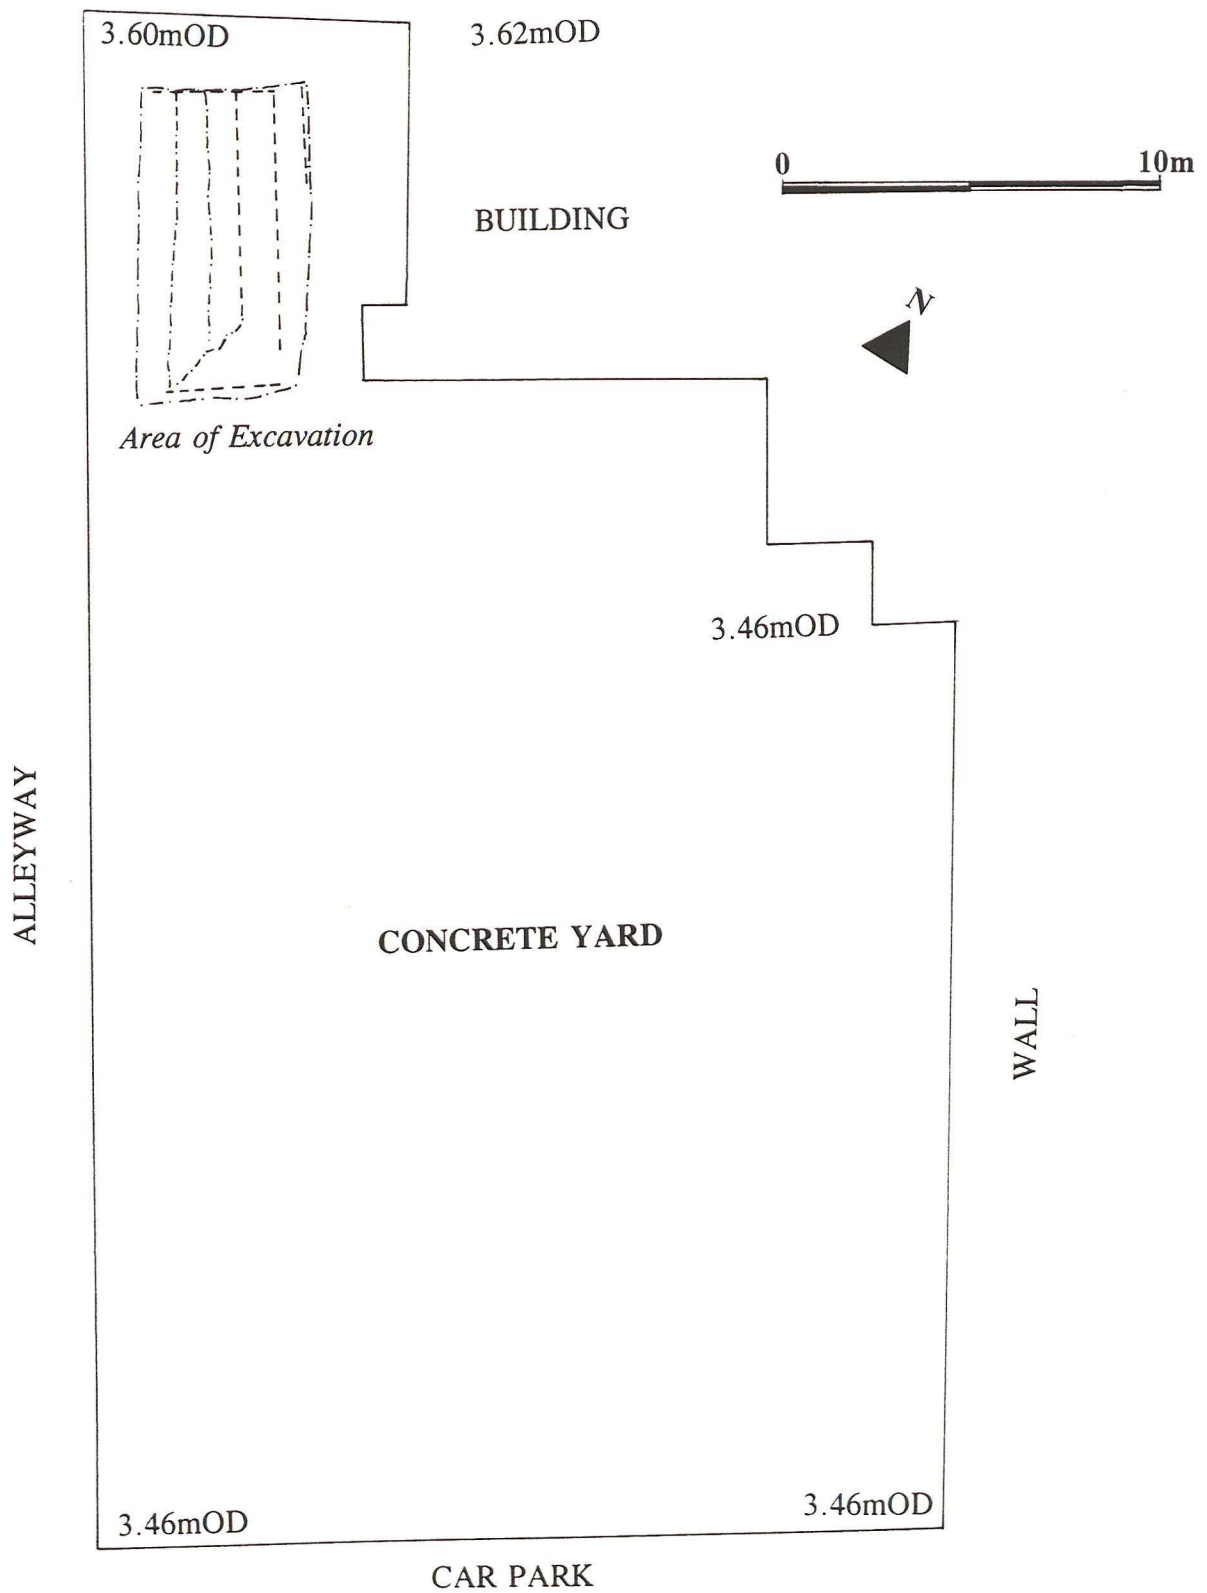 3.60mOD
3.62mOD
0 10m
BUILDING
N
Area of Excavation
3.46mOD
ALLEYWAY
CONCRETE YARD
WALL
3.46mOD
3.46mOD
CAR PARK